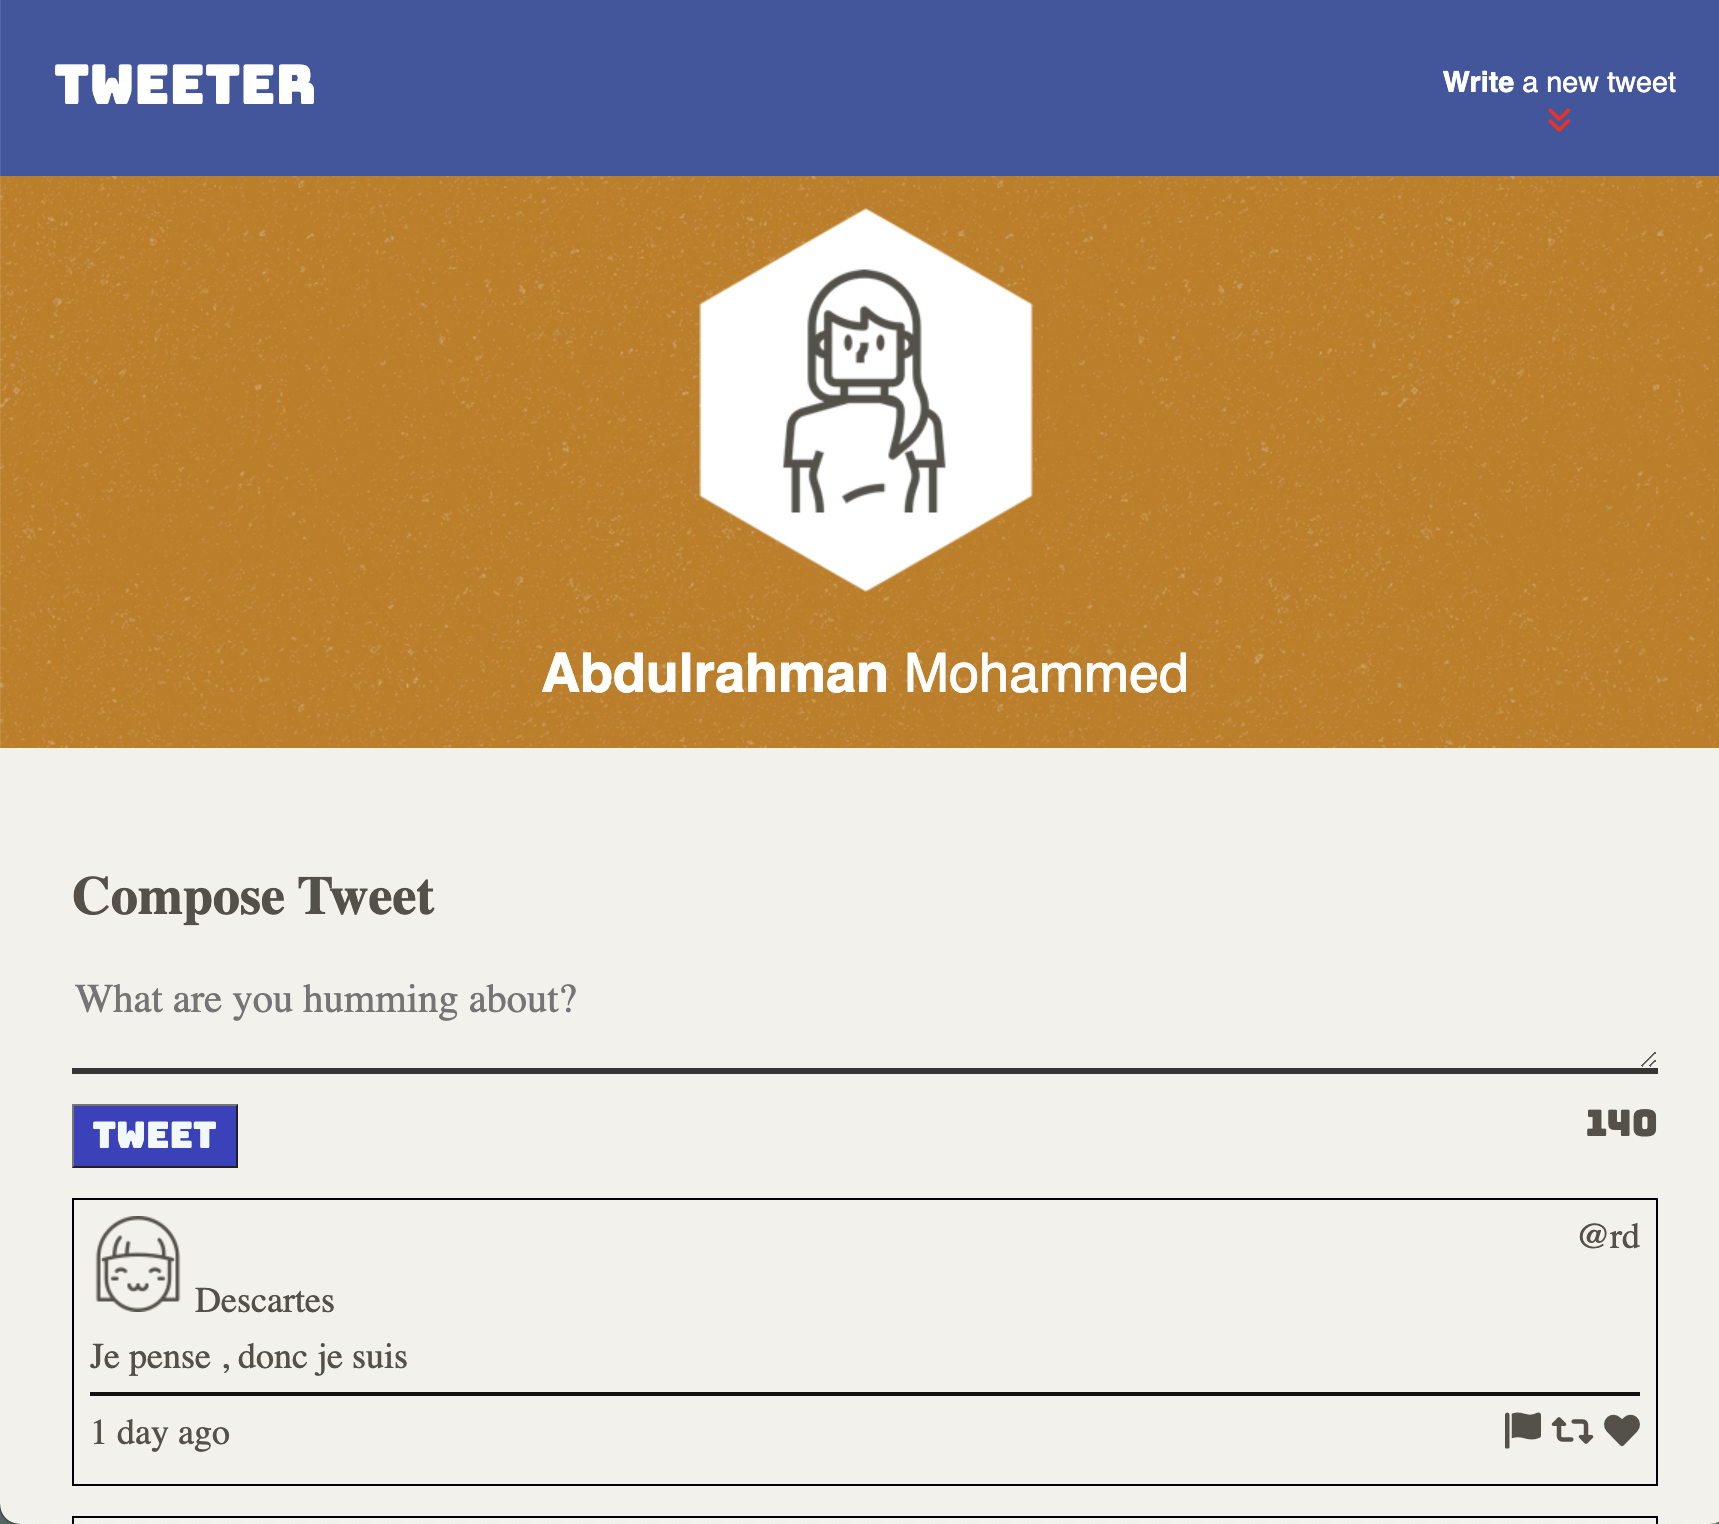 TWEETER
Write a new tweet
Abdulrahman Mohammed
Compose Tweet
What are you humming about?
TWEET
140
@rd
Descartes
Je pense , donc je suis
1 day ago